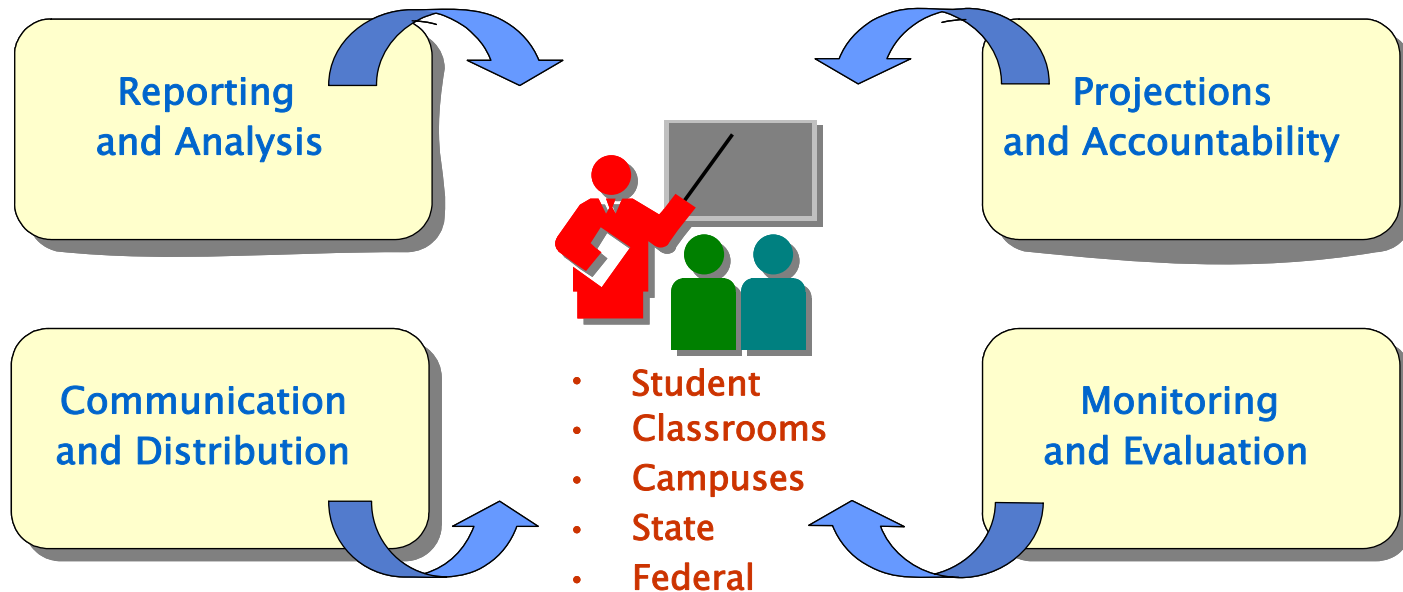 Reporting
and Analysis
Projections
and Accountability
Communication
and Distribution
Monitoring
and Evaluation
• Student
• Classrooms
• Campuses
• State
• Federal